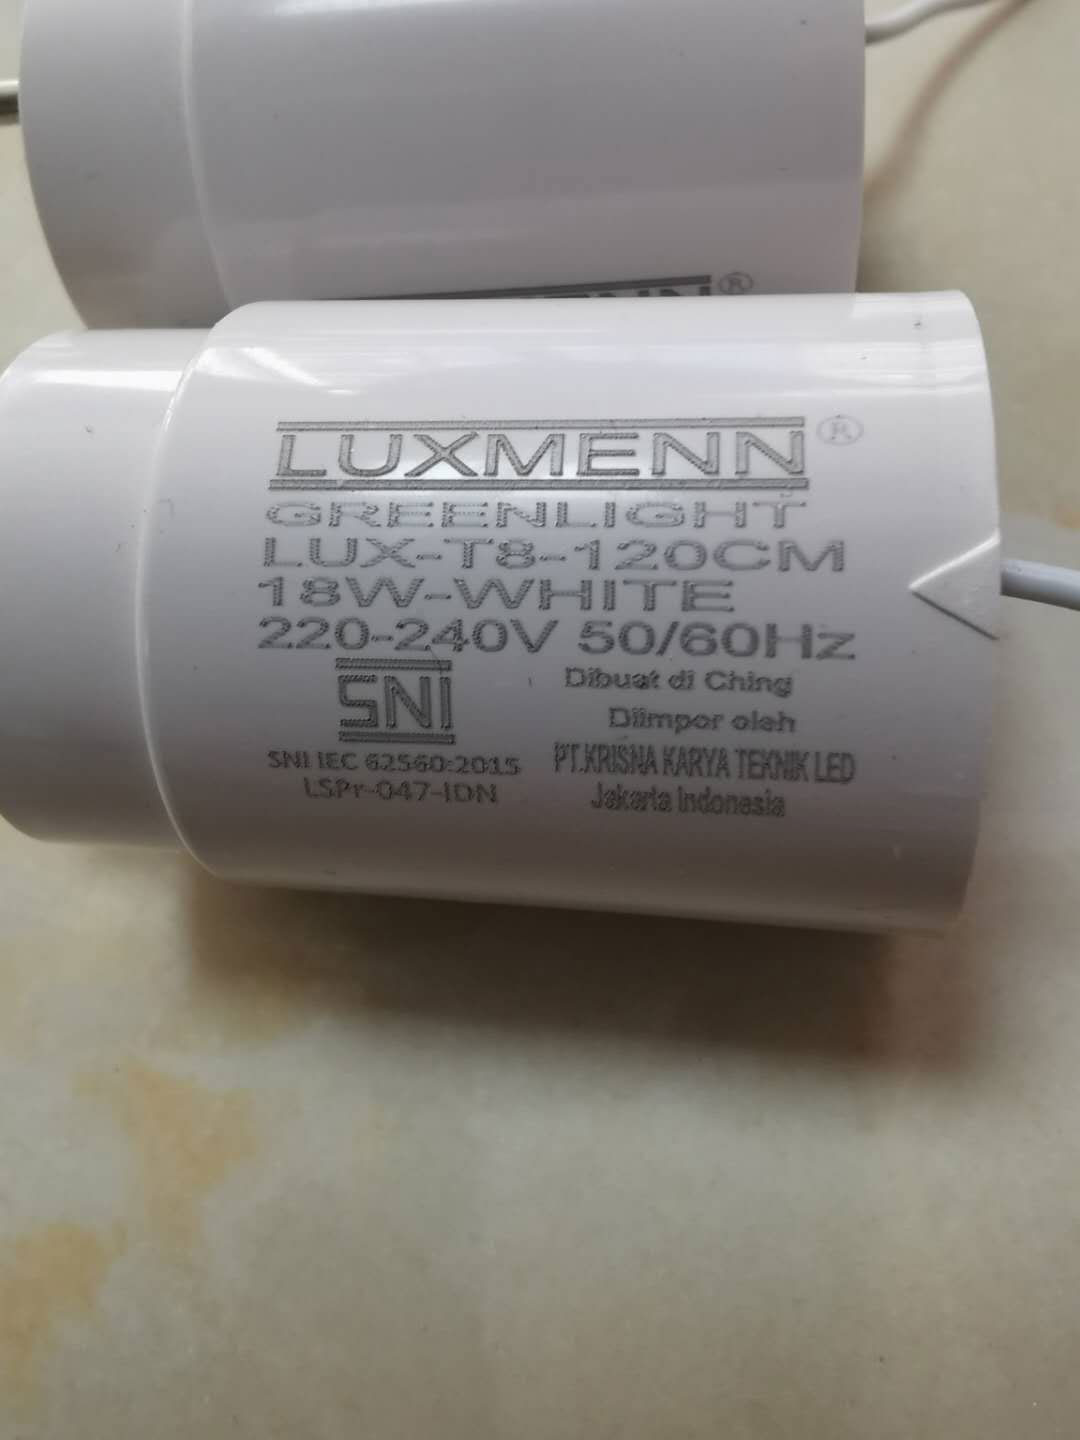 ®
LUXMENN®
GREENLIGHT
LUX-T8-120CM
18W-WHITE
220-240V 50/60Hz
SNI
SNI IEC 62560:2015
LSPr-047-IDN
Dibuat di Ching
Diimpor oleh
PT.KRISNA KARYA TEKNIK LED
Jakarta Indonesia